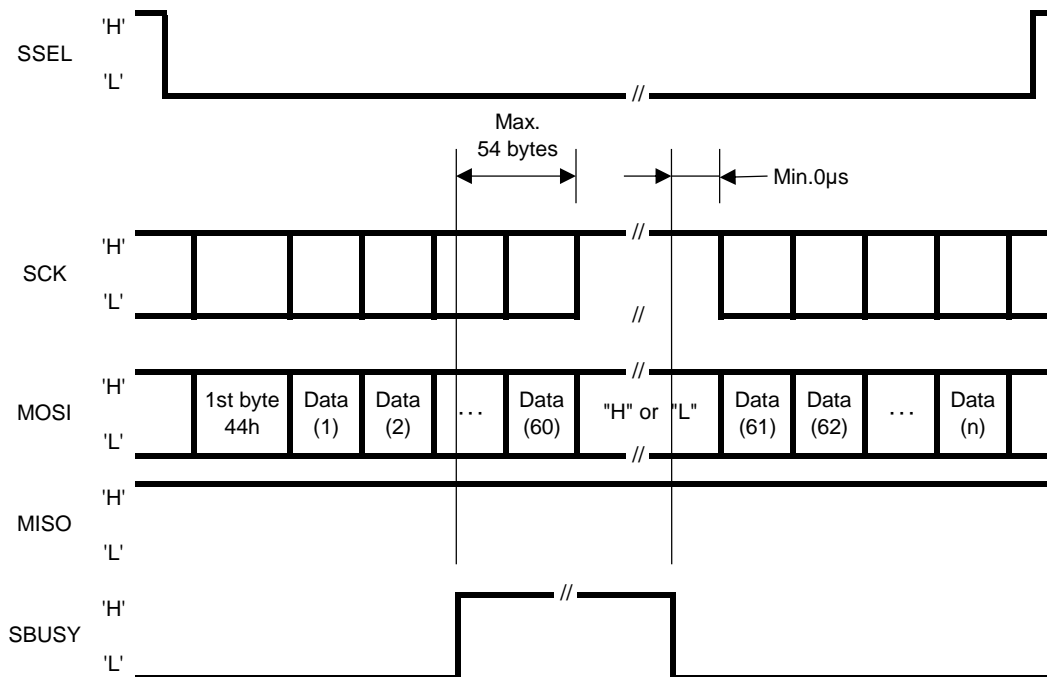 'H'
SSEL
'L'
//
Max.
54 bytes
Min.0µs
'H'
//
SCK
'L'
//
'H'
//
MOSI
1st byte
44h
Data
(1)
Data
(2)
...
Data
(60)
"H" or "L"
Data
(61)
Data
(62)
...
Data
(n)
'L'
//
'H'
MISO
'L'
'H'
//
SBUSY
'L'